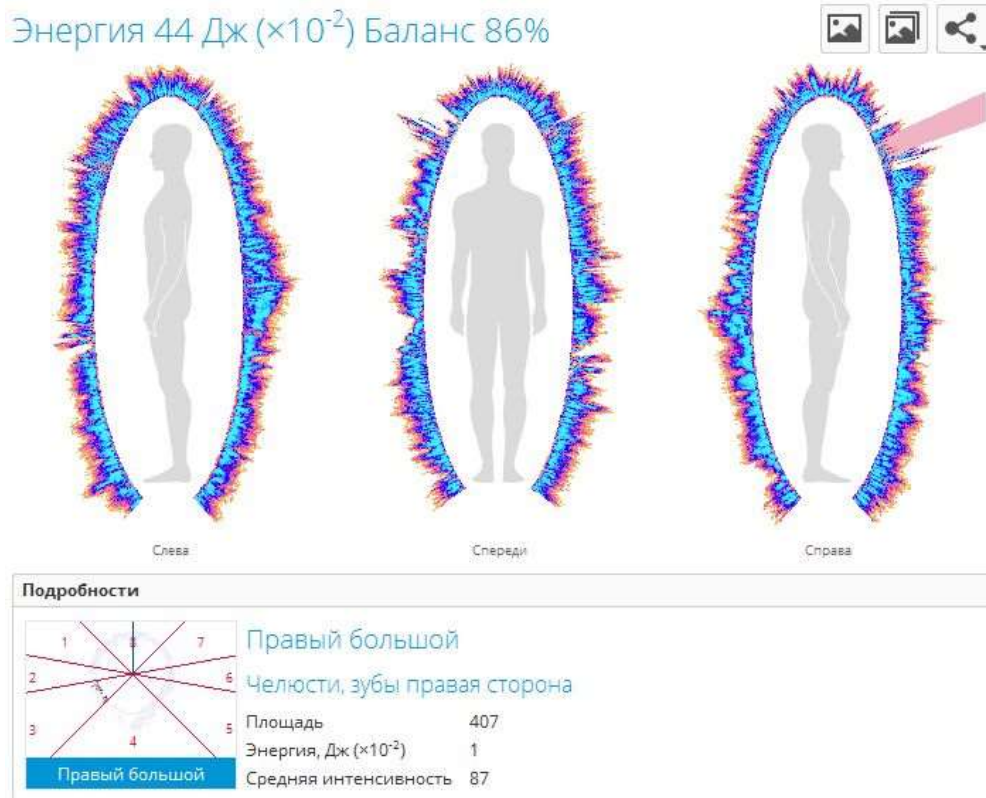 Энергия 44 Дж (×10⁻²) Баланс 86%
Слева
Спереди
Справа
Подробности
1 8 7
2 6
3 5
4
Правый большой
Правый большой
Челюсти, зубы правая сторона
Площадь 407
Энергия, Дж (×10⁻²) 1
Средняя интенсивность 87